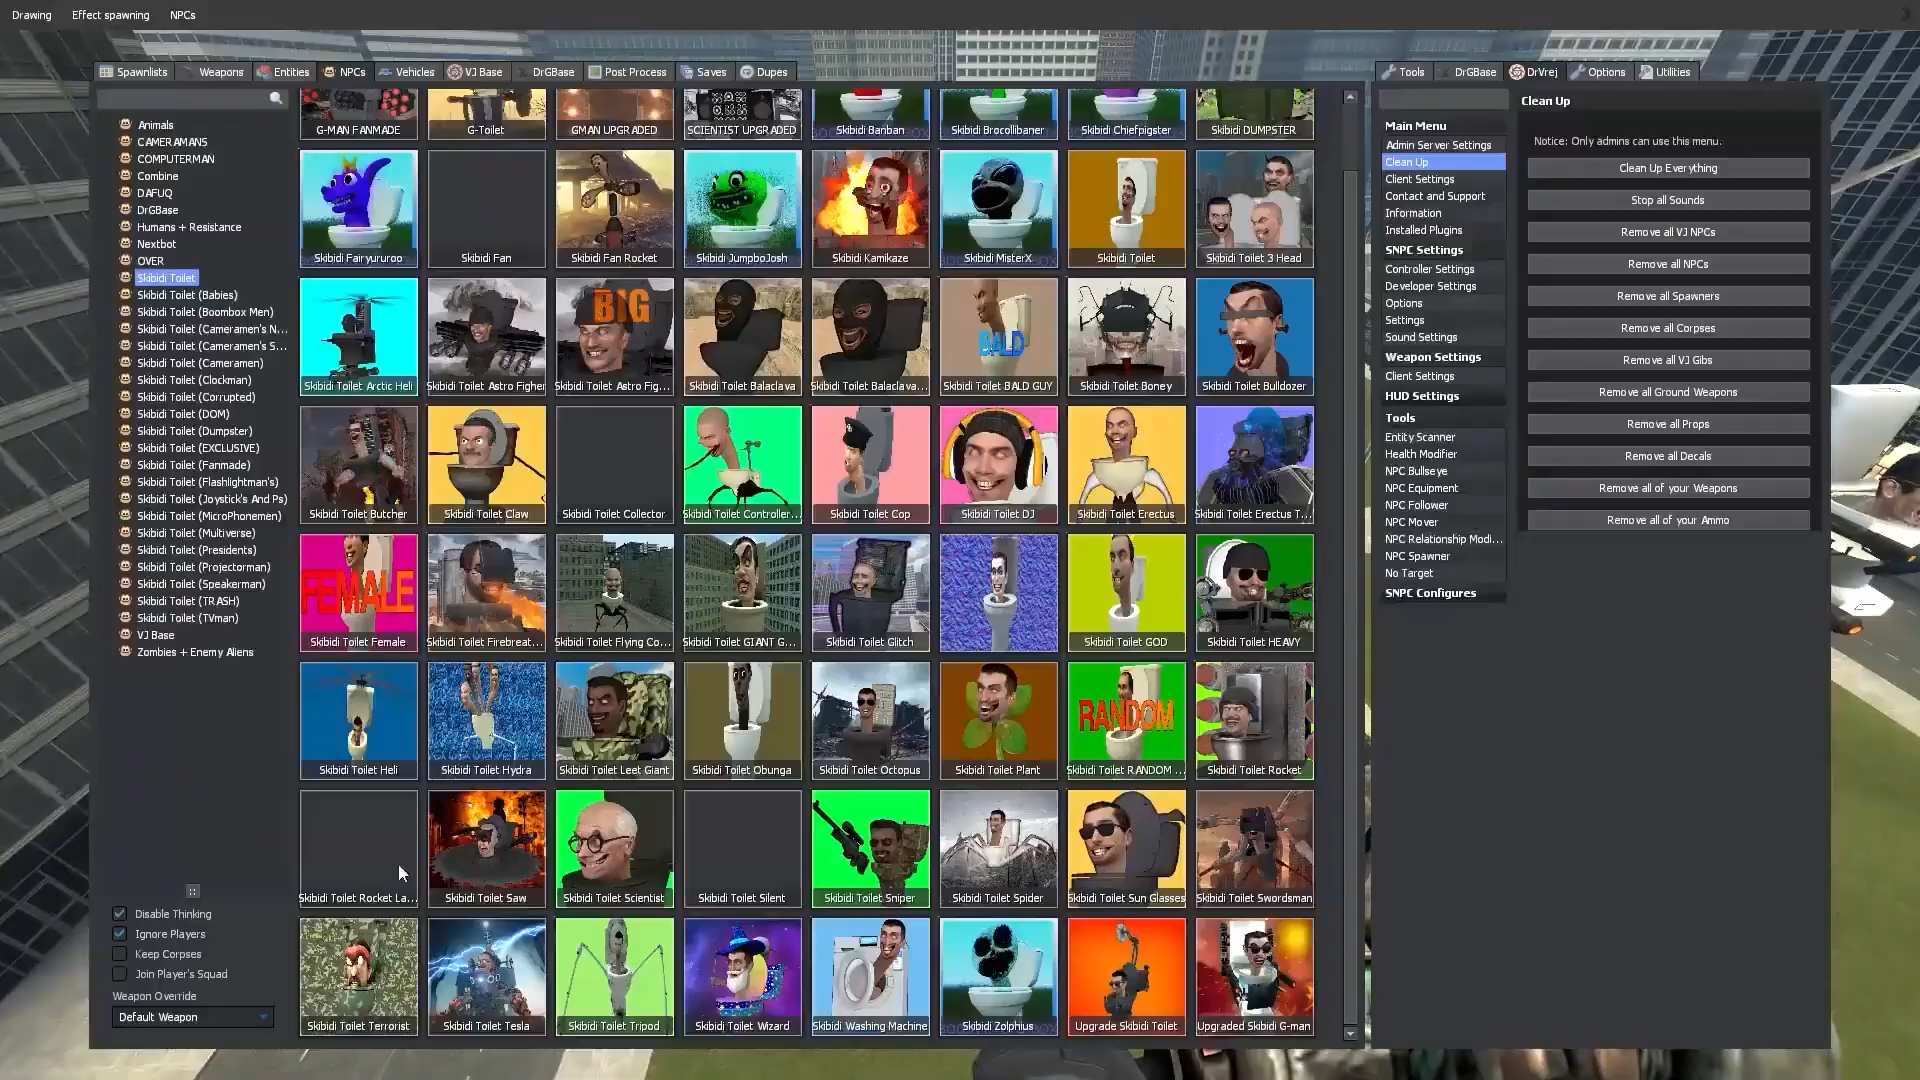 Drawing Effect spawning NPCs
Spawnlists Weapons Entities NPCs Vehicles VJ Base DrGBase Post Process Saves Dupes
Animals
CAMERAMANS
COMPUTERMAN
Combine
DAFUQ
DrGBase
Humans + Resistance
Nextbot
OVER
Skibidi Toilet
Skibidi Toilet (Babies)
Skibidi Toilet (Boombox Men)
Skibidi Toilet (Cameramen's N...
Skibidi Toilet (Cameramen's S...
Skibidi Toilet (Cameramen)
Skibidi Toilet (Clockman)
Skibidi Toilet (Corrupted)
Skibidi Toilet (DOM)
Skibidi Toilet (Dumpster)
Skibidi Toilet (EXCLUSIVE)
Skibidi Toilet (Fanmade)
Skibidi Toilet (Flashlightman's)
Skibidi Toilet (Joystick's And Ps)
Skibidi Toilet (MicroPhonemen)
Skibidi Toilet (Multiverse)
Skibidi Toilet (Presidents)
Skibidi Toilet (Projectorman)
Skibidi Toilet (Speakerman)
Skibidi Toilet (TRASH)
Skibidi Toilet (TVman)
VJ Base
Zombies + Enemy Aliens
Disable Thinking
Ignore Players
Keep Corpses
Join Player's Squad
Weapon Override
Default Weapon
G-MAN FANMADE G-Toilet GMAN UPGRADED SCIENTIST UPGRADED Skibidi Banban Skibidi Brocollibaner Skibidi Chiefpigster Skibidi DUMPSTER
Skibidi Fairyururoo Skibidi Fan Skibidi Fan Rocket Skibidi JumpboJosh Skibidi Kamikaze Skibidi MisterX Skibidi Toilet Skibidi Toilet 3 Head
BIG
BALD
Skibidi Toilet Arctic Heli Skibidi Toilet Astro Figher Skibidi Toilet Astro Fig... Skibidi Toilet Balaclava Skibidi Toilet Balaclava... Skibidi Toilet BALD GUY Skibidi Toilet Boney Skibidi Toilet Bulldozer
Skibidi Toilet Butcher Skibidi Toilet Claw Skibidi Toilet Collector Skibidi Toilet Controller... Skibidi Toilet Cop Skibidi Toilet DJ Skibidi Toilet Erectus Skibidi Toilet Erectus T...
FEMALE
Skibidi Toilet Female Skibidi Toilet Firebreat... Skibidi Toilet Flying Co... Skibidi Toilet GIANT G... Skibidi Toilet Glitch Skibidi Toilet GOD Skibidi Toilet HEAVY
RANDOM
Skibidi Toilet Heli Skibidi Toilet Hydra Skibidi Toilet Leet Giant Skibidi Toilet Obunga Skibidi Toilet Octopus Skibidi Toilet Plant Skibidi Toilet RANDOM ... Skibidi Toilet Rocket
Skibidi Toilet Rocket La... Skibidi Toilet Saw Skibidi Toilet Scientist Skibidi Toilet Silent Skibidi Toilet Sniper Skibidi Toilet Spider Skibidi Toilet Sun Glasses Skibidi Toilet Swordsman
Skibidi Toilet Terrorist Skibidi Toilet Tesla Skibidi Toilet Tripod Skibidi Toilet Wizard Skibidi Washing Machine Skibidi Zolphius Upgrade Skibidi Toilet Upgraded Skibidi G-man
Tools DrGBase DrVrej Options Utilities
Main Menu
Admin Server Settings
Clean Up
Client Settings
Contact and Support
Information
Installed Plugins
SNPC Settings
Controller Settings
Developer Settings
Options
Settings
Sound Settings
Weapon Settings
Client Settings
HUD Settings
Tools
Entity Scanner
Health Modifier
NPC Bullseye
NPC Equipment
NPC Follower
NPC Mover
NPC Relationship Modi...
NPC Spawner
No Target
SNPC Configures
Clean Up
Notice: Only admins can use this menu.
Clean Up Everything
Stop all Sounds
Remove all VJ NPCs
Remove all NPCs
Remove all Spawners
Remove all Corpses
Remove all VJ Gibs
Remove all Ground Weapons
Remove all Props
Remove all Decals
Remove all of your Weapons
Remove all of your Ammo